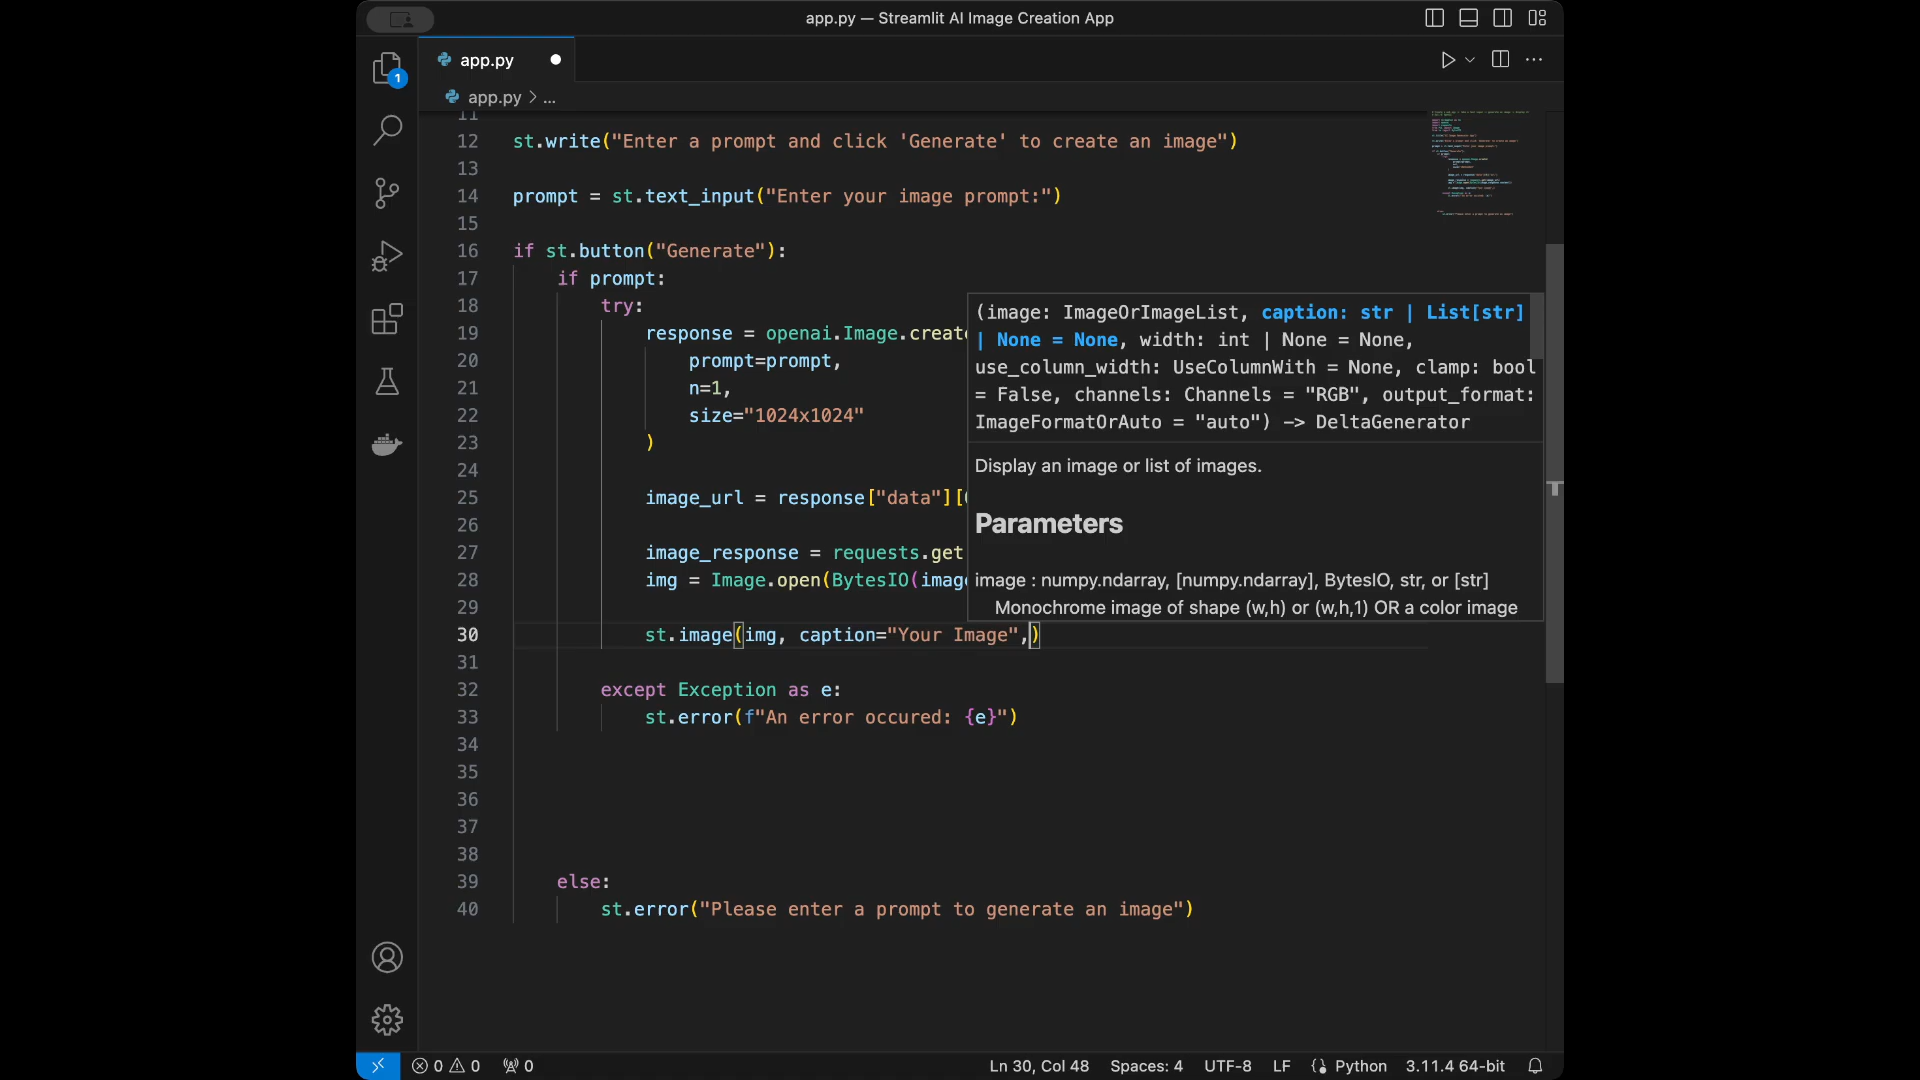 app.py — Streamlit AI Image Creation App
app.py
app.py > ...
1
11
12 st.write("Enter a prompt and click 'Generate' to create an image")
13
14 prompt = st.text_input("Enter your image prompt:")
15
16 if st.button("Generate"):
17 if prompt:
18 try:
19 response = openai.Image.create
20 prompt=prompt,
21 n=1,
22 size="1024x1024"
23 )
24
25 image_url = response["data"][
26
27 image_response = requests.get
28 img = Image.open(BytesIO(image
29
30 st.image(img, caption="Your Image",)
31
32 except Exception as e:
33 st.error(f"An error occured: {e}")
34
35
36
37
38
39 else:
40 st.error("Please enter a prompt to generate an image")
(image: ImageOrImageList, caption: str | List[str]
| None = None, width: int | None = None,
use_column_width: UseColumnWith = None, clamp: bool
= False, channels: Channels = "RGB", output_format:
ImageFormatOrAuto = "auto") -> DeltaGenerator
Display an image or list of images.
Parameters
image : numpy.ndarray, [numpy.ndarray], BytesIO, str, or [str]
Monochrome image of shape (w,h) or (w,h,1) OR a color image
0 0 0 Ln 30, Col 48 Spaces: 4 UTF-8 LF Python 3.11.4 64-bit